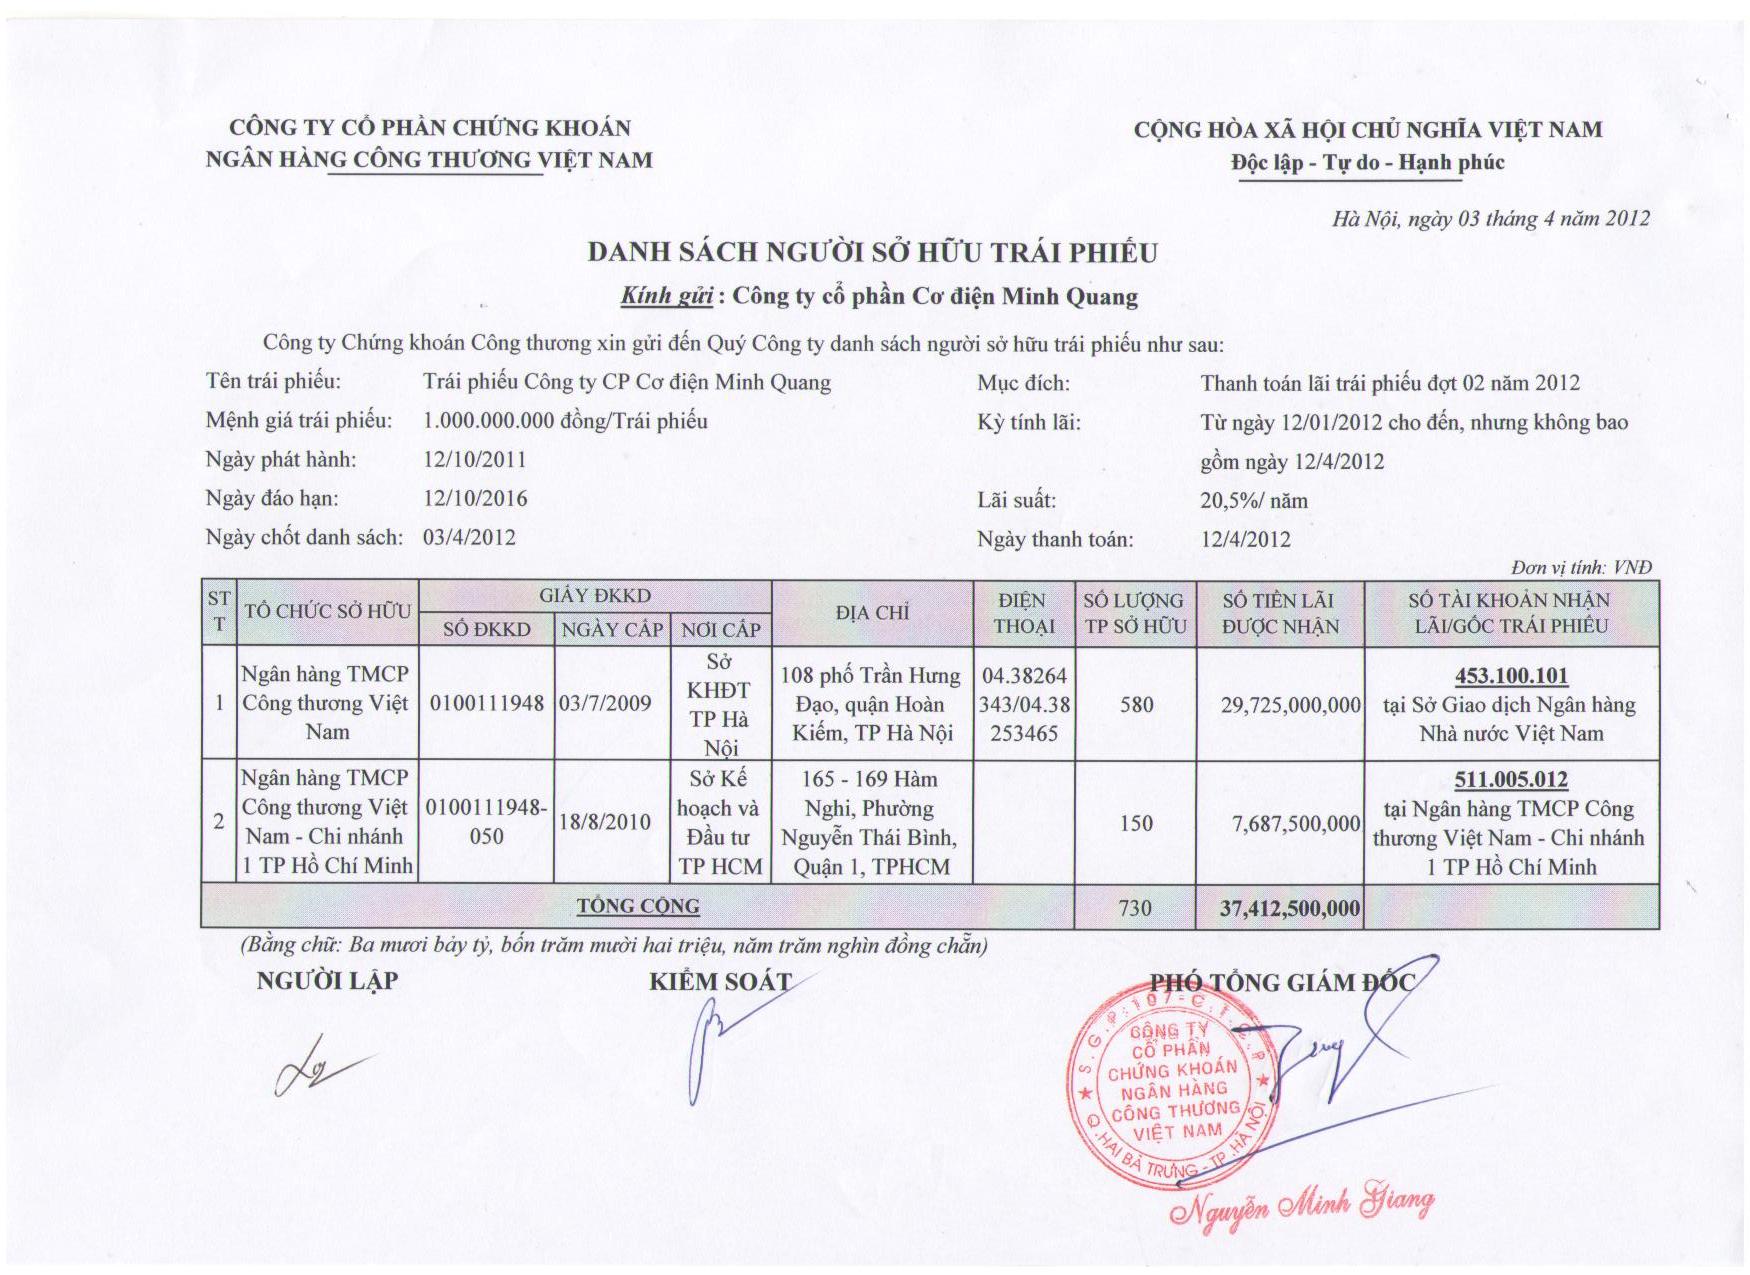 CÔNG TY CỔ PHẦN CHỨNG KHOÁN
NGÂN HÀNG CÔNG THƯƠNG VIỆT NAM
CỘNG HÒA XÃ HỘI CHỦ NGHĨA VIỆT NAM
Độc lập - Tự do - Hạnh phúc
Hà Nội, ngày 03 tháng 4 năm 2012
DANH SÁCH NGƯỜI SỞ HỮU TRÁI PHIẾU
Kính gửi : Công ty cổ phần Cơ điện Minh Quang
Công ty Chứng khoán Công thương xin gửi đến Quý Công ty danh sách người sở hữu trái phiếu như sau:
Tên trái phiếu: Trái phiếu Công ty CP Cơ điện Minh Quang
Mệnh giá trái phiếu: 1.000.000.000 đồng/Trái phiếu
Ngày phát hành: 12/10/2011
Ngày đáo hạn: 12/10/2016
Ngày chốt danh sách: 03/4/2012
Mục đích: Thanh toán lãi trái phiếu đợt 02 năm 2012
Kỳ tính lãi: Từ ngày 12/01/2012 cho đến, nhưng không bao
gồm ngày 12/4/2012
Lãi suất: 20,5%/ năm
Ngày thanh toán: 12/4/2012
Đơn vị tính: VNĐ
ST
T
TỔ CHỨC SỞ HỮU
GIẤY ĐKKD
SỐ ĐKKD
NGÀY CẤP
NƠI CẤP
ĐỊA CHỈ
ĐIỆN
THOẠI
SỐ LƯỢNG
TP SỞ HỮU
SỐ TIỀN LÃI
ĐƯỢC NHẬN
SỐ TÀI KHOẢN NHẬN
LÃI/GỐC TRÁI PHIẾU
1
Ngân hàng TMCP
Công thương Việt
Nam
0100111948
03/7/2009
Sở
KHĐT
TP Hà
Nội
108 phố Trần Hưng
Đạo, quận Hoàn
Kiếm, TP Hà Nội
04.38264
343/04.38
253465
580
29,725,000,000
453.100.101
tại Sở Giao dịch Ngân hàng
Nhà nước Việt Nam
2
Ngân hàng TMCP
Công thương Việt
Nam - Chi nhánh
1 TP Hồ Chí Minh
0100111948-
050
18/8/2010
Sở Kế
hoạch và
Đầu tư
TP HCM
165 - 169 Hàm
Nghi, Phường
Nguyễn Thái Bình,
Quận 1, TPHCM
150
7,687,500,000
511.005.012
tại Ngân hàng TMCP Công
thương Việt Nam - Chi nhánh
1 TP Hồ Chí Minh
TỔNG CỘNG
730
37,412,500,000
(Bằng chữ: Ba mươi bảy tỷ, bốn trăm mười hai triệu, năm trăm nghìn đồng chẵn)
NGƯỜI LẬP
KIỂM SOÁT
PHÓ TỔNG GIÁM ĐỐC
S.G.P:107-C.T.C.P
CÔNG TY
CỔ PHẦN
CHỨNG KHOÁN
NGÂN HÀNG
CÔNG THƯƠNG
VIỆT NAM
Q.HAI BÀ TRƯNG - TP.HÀ NỘI
Nguyễn Minh Giang